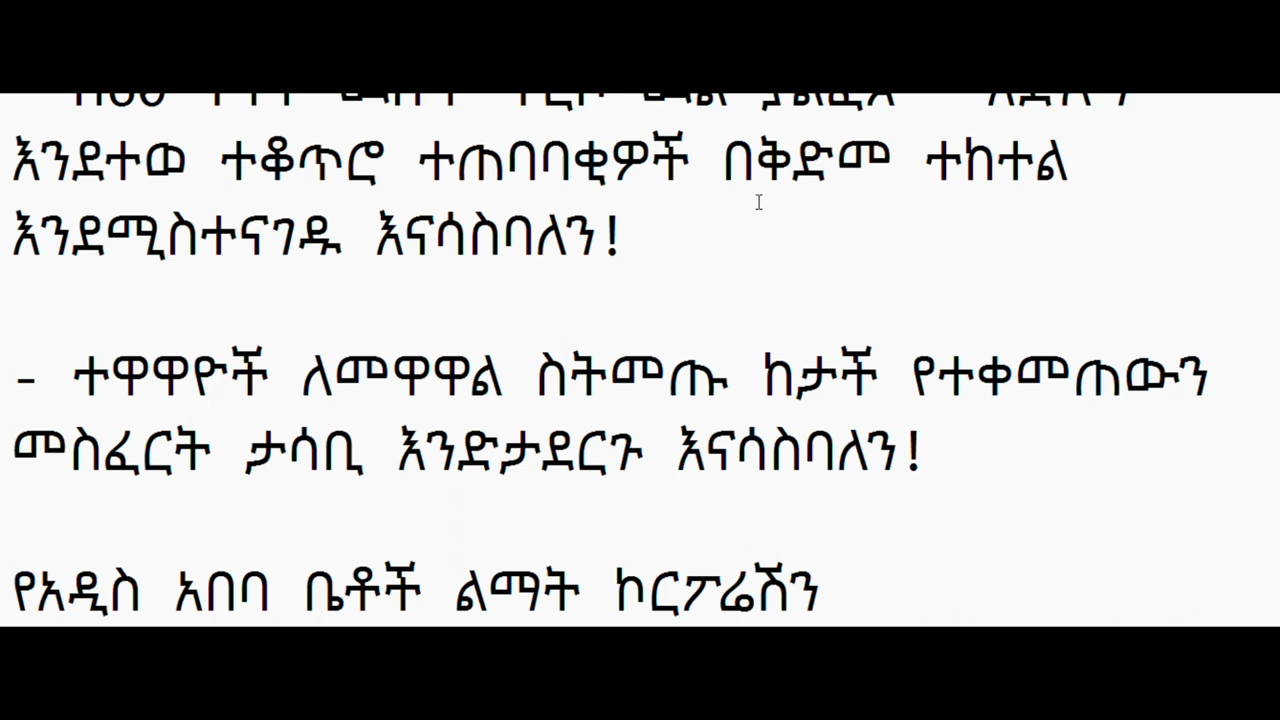 እንደተወ ተቆጥሮ ተጠባባቂዎች በቅድመ ተከተል
እንደሚስተናገዱ እናሳስባለን!
- ተዋዋዮች ለመዋዋል ስትመጡ ከታች የተቀመጠውን
መስፈርት ታሳቢ እንድታደርጉ እናሳስባለን!
የአዲስ አበባ ቤቶች ልማት ኮርፖሬሽን